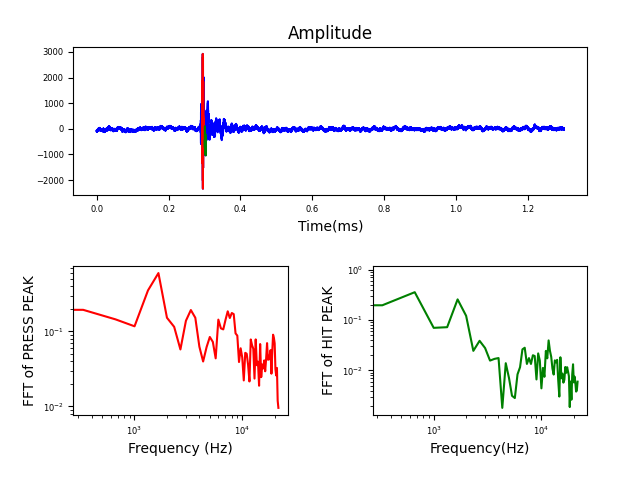 Amplitude
3000
2000
1000
0
−1000
−2000
0.0 0.2 0.4 0.6 0.8 1.0 1.2
Time(ms)
FFT of PRESS PEAK
10⁻¹
10⁻²
10³ 10⁴
Frequency (Hz)
FFT of HIT PEAK
10⁰
10⁻¹
10⁻²
10³ 10⁴
Frequency(Hz)